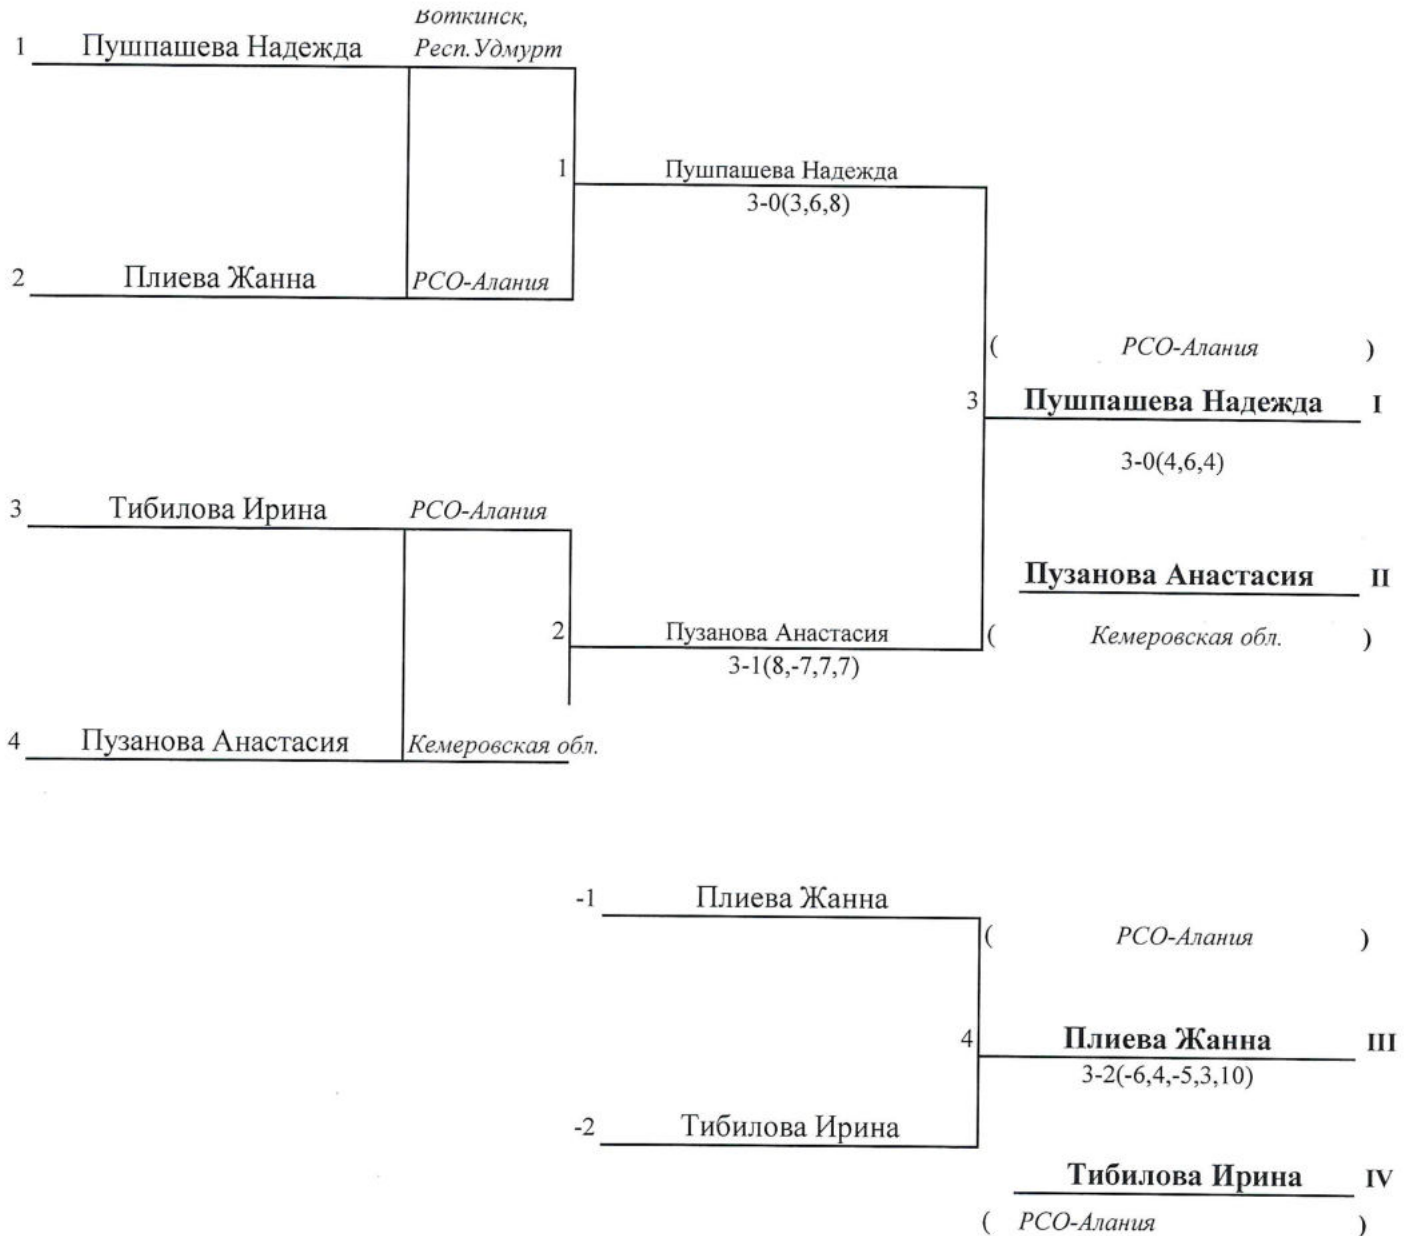 Воткинск,
1 Пушпашева Надежда Респ.Удмурт
1 Пушпашева Надежда
3-0(3,6,8)
2 Плиева Жанна РСО-Алания
( РСО-Алания )
3 Пушпашева Надежда I
3-0(4,6,4)
3 Тибилова Ирина РСО-Алания
Пузанова Анастасия II
2 Пузанова Анастасия ( Кемеровская обл. )
3-1(8,-7,7,7)
4 Пузанова Анастасия Кемеровская обл.
-1 Плиева Жанна
( РСО-Алания )
4 Плиева Жанна III
3-2(-6,4,-5,3,10)
-2 Тибилова Ирина
Тибилова Ирина IV
( РСО-Алания )